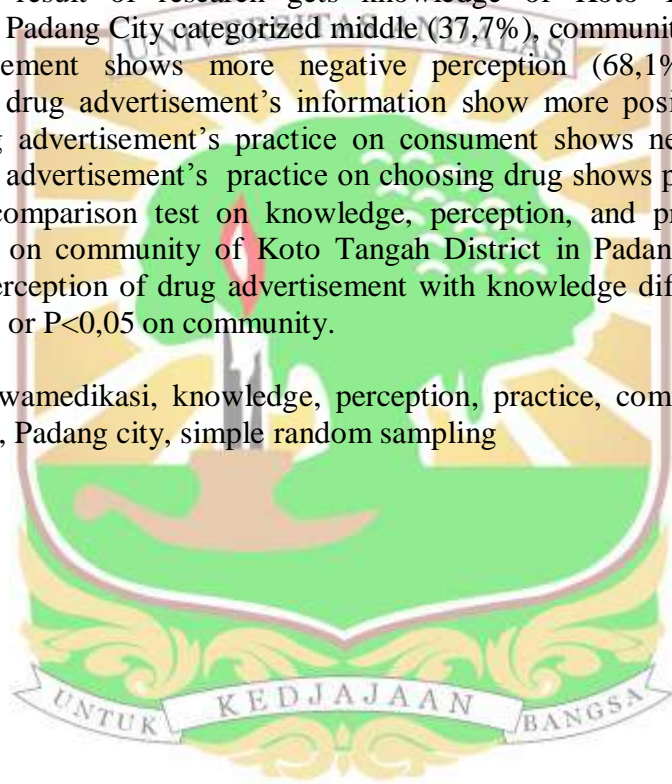 result of research gets knowledge of Koto
Padang City categorized middle (37,7%), communit
UNIVERSITAS ANDALAS
ement shows more negative perception (68,1%
drug advertisement's information show more posi
g advertisement's practice on consument shows ne
advertisement's practice on choosing drug shows p
comparison test on knowledge, perception, and p
on community of Koto Tangah District in Padan
erception of drug advertisement with knowledge dif
or P<0,05 on community.
wamedikasi, knowledge, perception, practice, com
, Padang city, simple random sampling
UNTUK KEDJAJAAN BANGSA